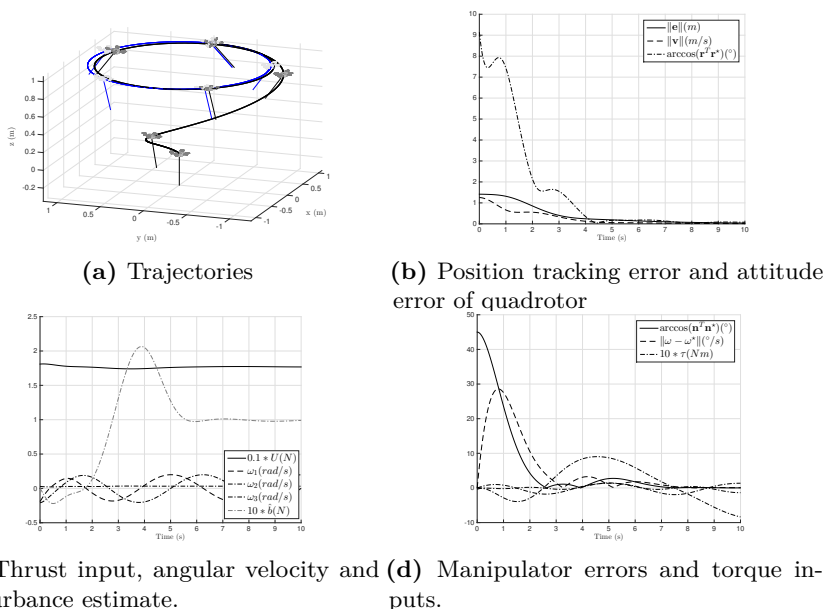 1
0.8
0.6
0.4
0.2
0
-0.2
z (m)
1
0.5
0
-0.5
-1
y (m)
-1
-0.5
0
0.5
1
x (m)
(a) Trajectories
10
9
8
7
6
5
4
3
2
1
0
0 1 2 3 4 5 6 7 8 9 10
Time (s)
‖e‖(m)
‖v‖(m/s)
arccos(rᵀr⋆)(°)
(b) Position tracking error and attitude
error of quadrotor
2.5
2
1.5
1
0.5
0
-0.5
0 1 2 3 4 5 6 7 8 9 10
Time (s)
0.1 ∗ U(N)
ω₁(rad/s)
ω₂(rad/s)
ω₃(rad/s)
10 ∗ b̂(N)
Thrust input, angular velocity and
urbance estimate.
50
40
30
20
10
0
-10
0 1 2 3 4 5 6 7 8 9 10
Time (s)
arccos(nᵀn⋆)(°)
‖ω − ω⋆‖(°/s)
10 ∗ τ(Nm)
(d) Manipulator errors and torque in-
puts.